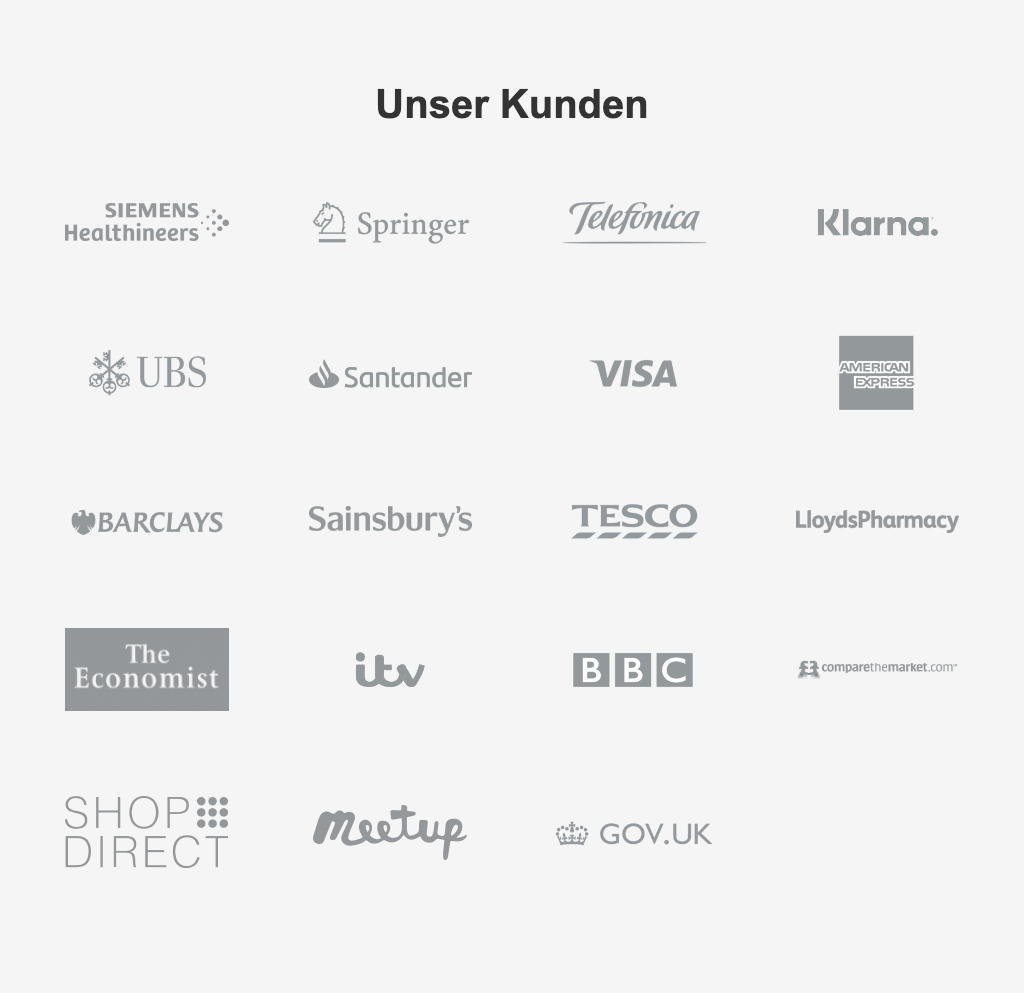 Unser Kunden
SIEMENS
Healthineers
Springer
Telefónica
Klarna.
UBS
Santander
VISA
AMERICAN
EXPRESS
BARCLAYS
Sainsbury's
TESCO
LloydsPharmacy
The
Economist
itv
BBC
comparethemarket.com
SHOP
DIRECT
meetup
GOV.UK